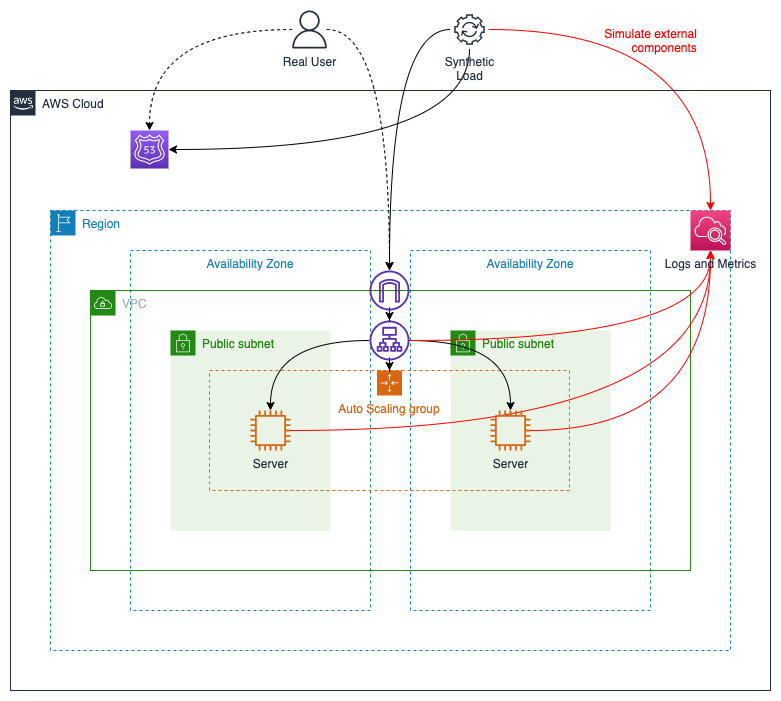 Simulate external
components
Real User
Synthetic
Load
aws
AWS Cloud
53
Region
Availability Zone
Availability Zone
Logs and Metrics
VPC
Public subnet
Public subnet
Auto Scaling group
Server
Server